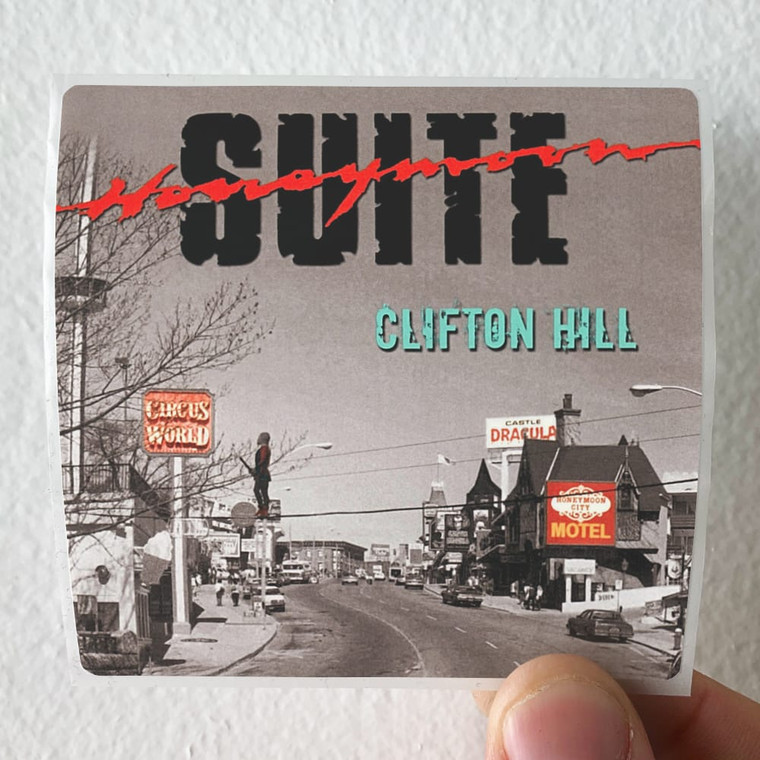 SUITE
Honeymoon
CLIFTON HILL
CIRCUS
WORLD
CASTLE
DRACULA
HONEYMOON
CITY
MOTEL